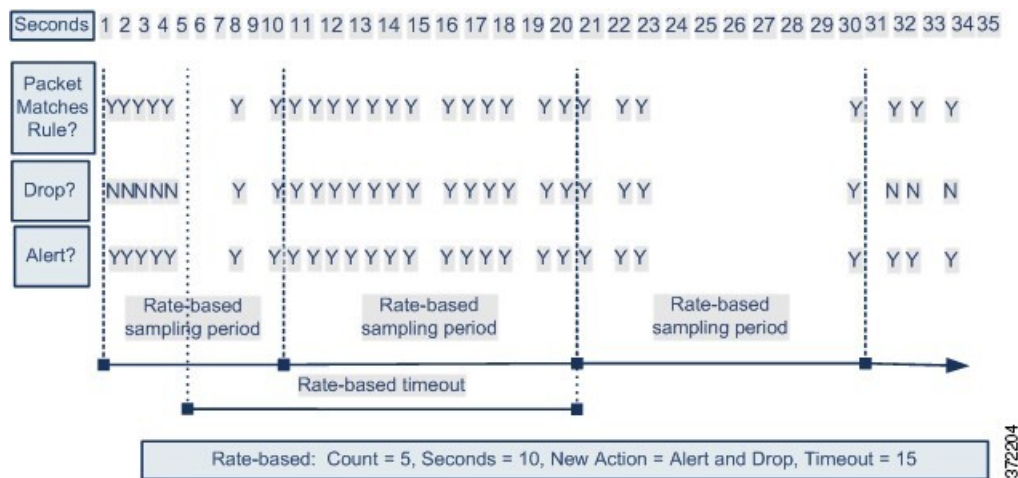 Seconds 1 2 3 4 5 6 7 8 9 10 11 12 13 14 15 16 17 18 19 20 21 22 23 24 25 26 27 28 29 30 31 32 33 34 35
Packet
Matches
Rule?
YYYYY Y Y Y Y Y Y Y Y Y Y Y Y Y Y Y Y Y Y Y Y Y Y
Drop?
NNNNN Y Y Y Y Y Y Y Y Y Y Y Y Y Y Y Y Y Y Y N N N
Alert?
YYYYY Y Y Y Y Y Y Y Y Y Y Y Y Y Y Y Y Y Y Y Y Y Y
Rate-based
sampling period
Rate-based
sampling period
Rate-based
sampling period
Rate-based timeout
Rate-based: Count = 5, Seconds = 10, New Action = Alert and Drop, Timeout = 15
372204